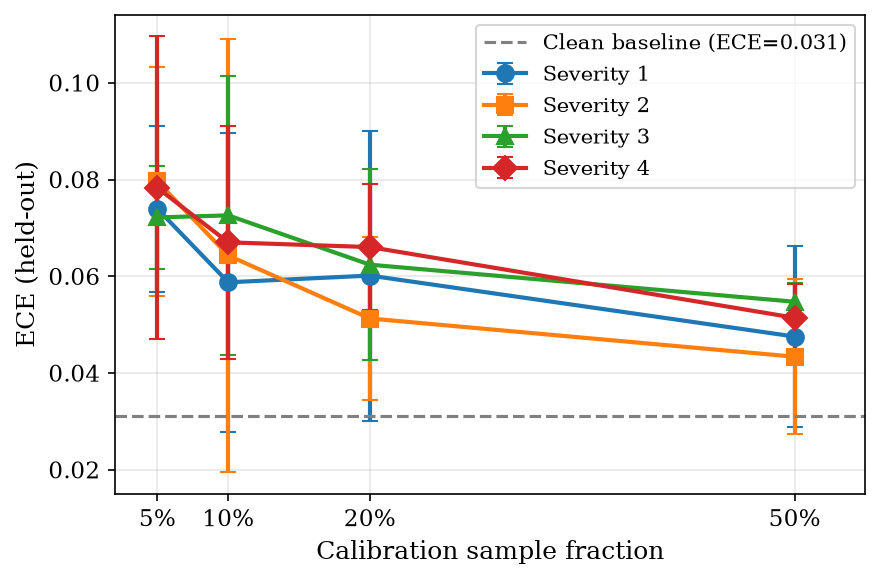 Clean baseline (ECE=0.031)
Severity 1
Severity 2
Severity 3
Severity 4
ECE (held-out)
0.10
0.08
0.06
0.04
0.02
5% 10% 20% 50%
Calibration sample fraction